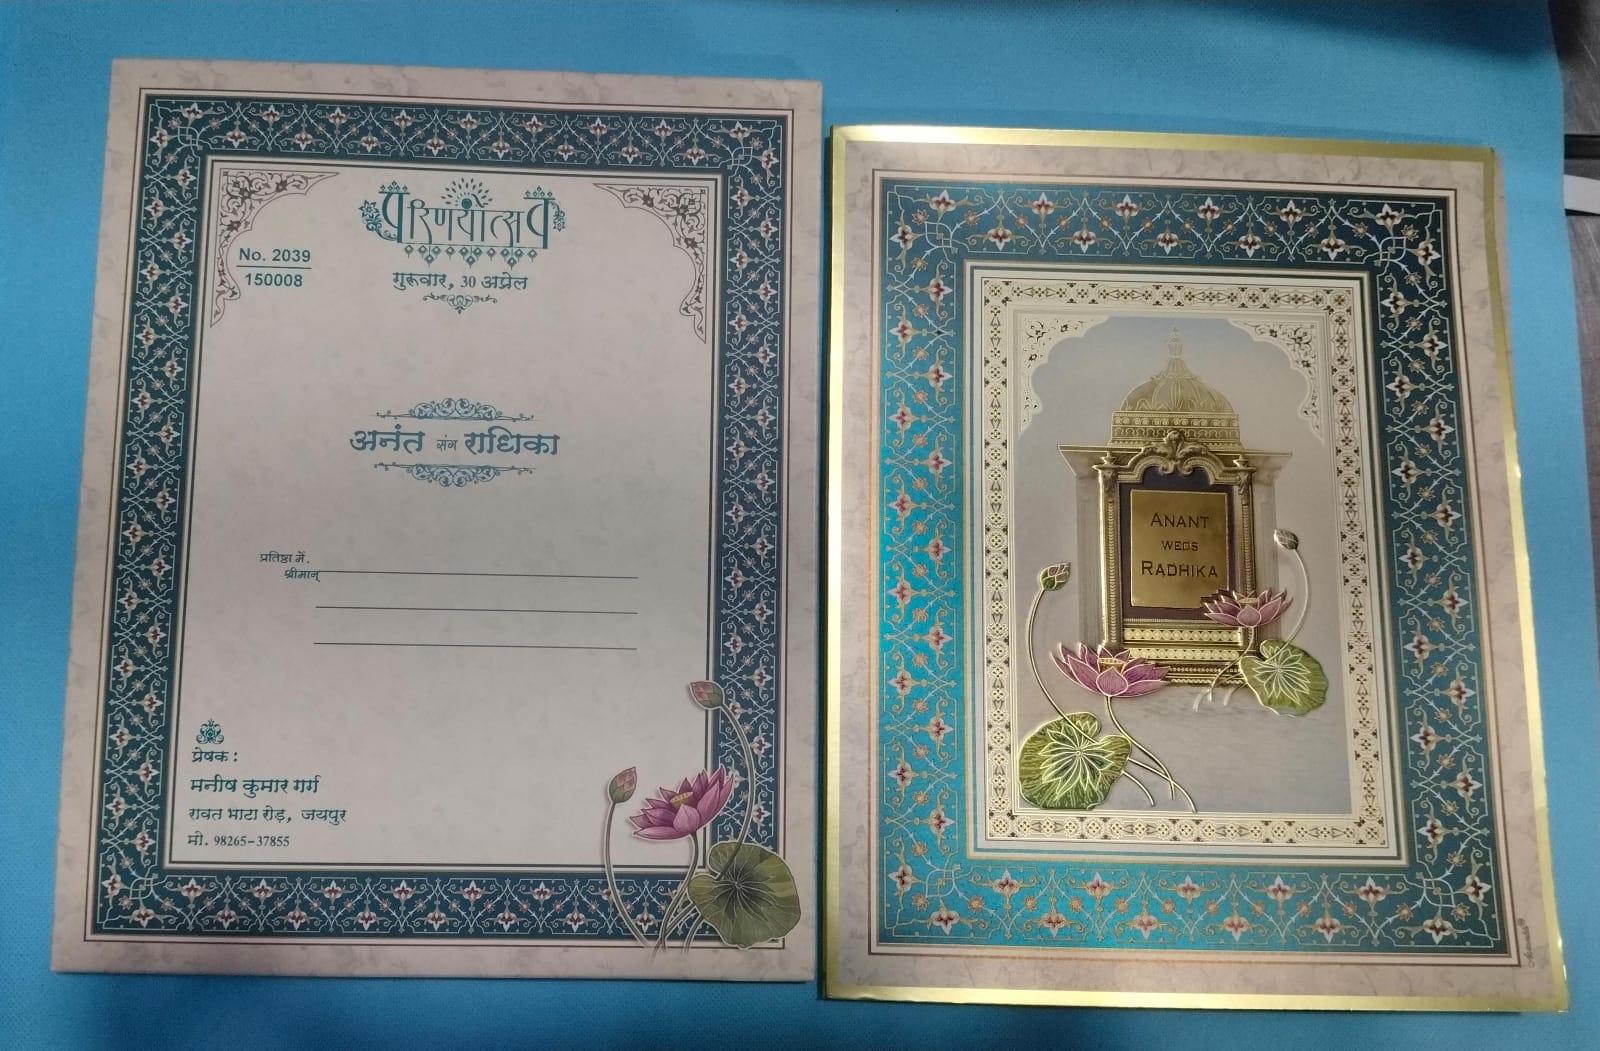 परिणयोत्सव
No. 2039
150008
गुरूवार, 30 अप्रेल
अनंत संग राधिका
प्रतिष्ठा में,
श्रीमान्
प्रेषक :
मनीष कुमार गर्ग
रावत भाटा रोड़, जयपुर
मो. 98265-37855
ANANT
WEDS
RADHIKA